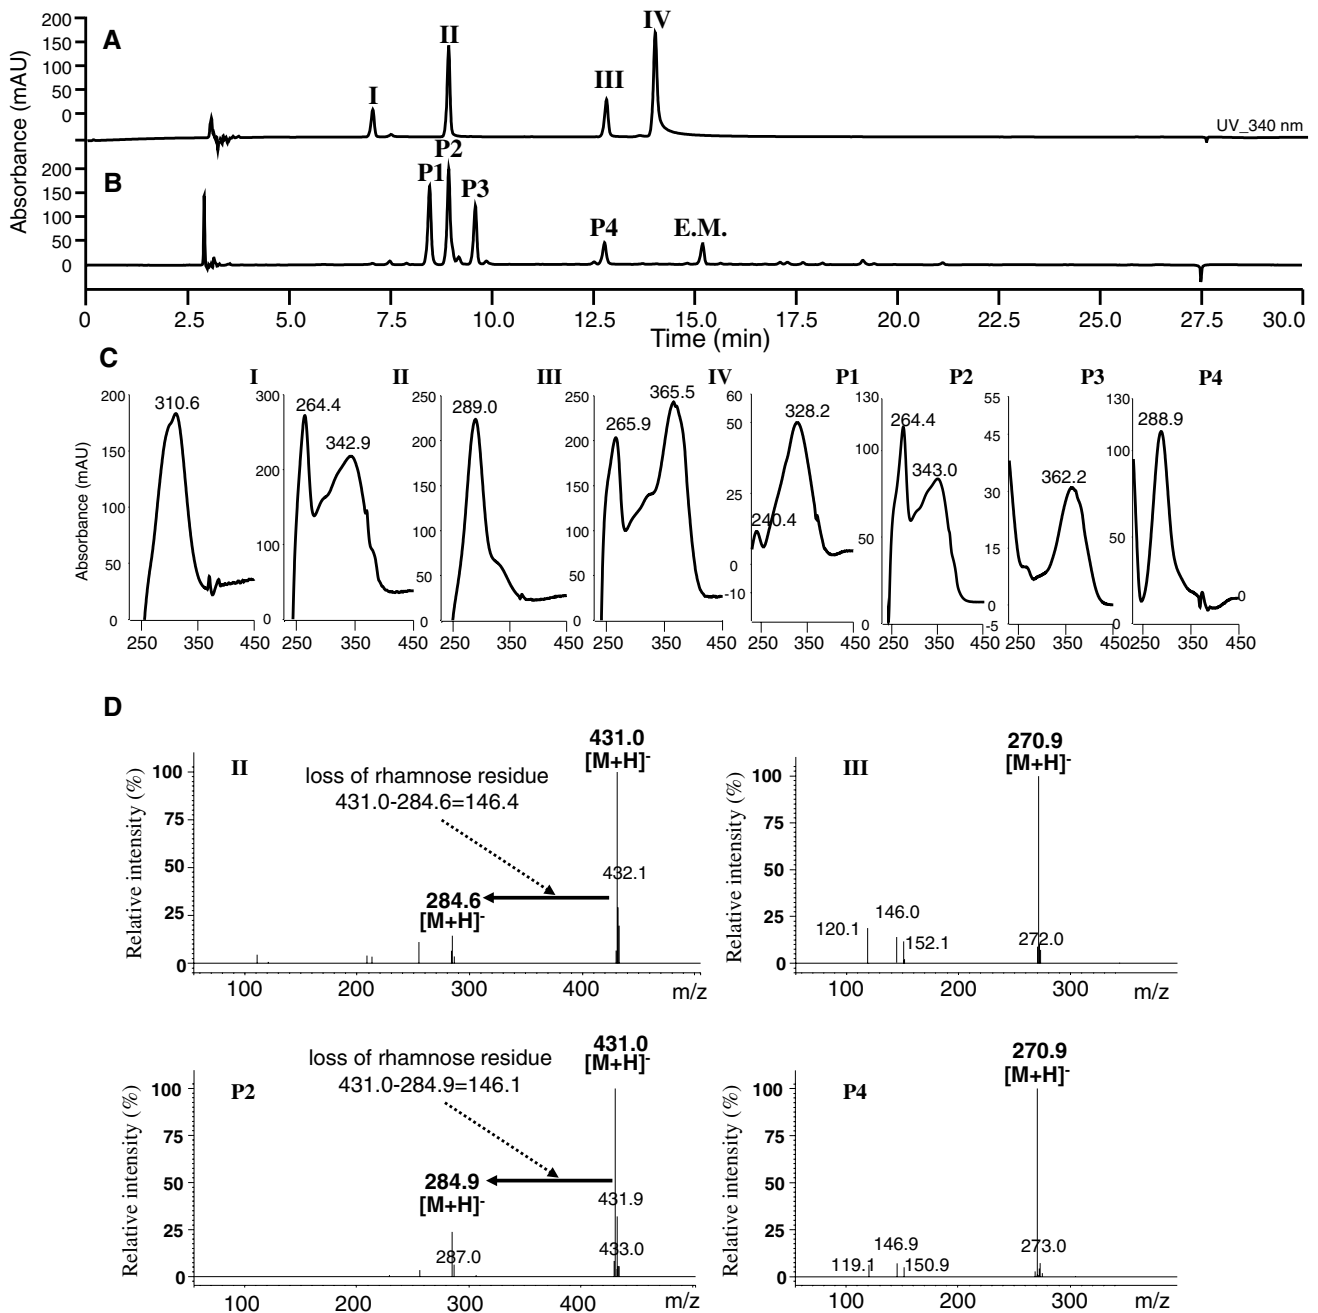 A
Absorbance (mAU)
200
150
100
50
0
I
II
III
IV
UV_340 nm
B
200
150
100
50
0
P1
P2
P3
P4
E.M.
0 2.5 5.0 7.5 10.0 12.5 15.0 17.5 20.0 22.5 25.0 27.5 30.0
Time (min)
C
Absorbance (mAU)
I
200
150
100
50
0
310.6
250 350 450
II
300
200
100
0
264.4
342.9
250 350 450
III
250
200
150
100
50
0
289.0
250 350 450
IV
250
200
150
100
50
0
265.9
365.5
250 350 450
P1
60
50
25
0
-10
240.4
328.2
250 350 450
P2
130
100
50
0
264.4
343.0
250 350 450
P3
55
45
30
15
0
-5
362.2
250 350 450
P4
130
100
50
0
288.9
0
250 350 450
D
II
Relative intensity (%)
100
75
50
25
0
431.0
[M+H]-
loss of rhamnose residue
431.0-284.6=146.4
432.1
284.6
[M+H]-
100 200 300 400 m/z
III
Relative intensity (%)
100
75
50
25
0
270.9
[M+H]-
120.1
146.0
152.1
272.0
100 200 300 m/z
P2
Relative intensity (%)
100
75
50
25
0
431.0
[M+H]-
loss of rhamnose residue
431.0-284.9=146.1
284.9
[M+H]-
431.9
433.0
287.0
100 200 300 400 m/z
P4
Relative intensity (%)
100
75
50
25
0
270.9
[M+H]-
119.1
146.9
150.9
273.0
100 200 300 m/z